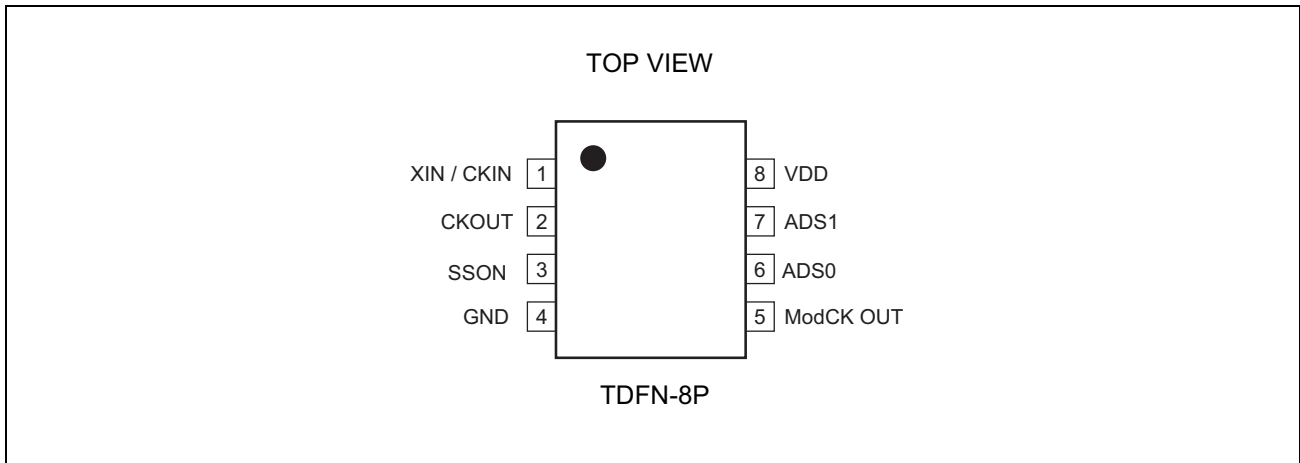 TOP VIEW
XIN / CKIN 1
8 VDD
CKOUT 2
7 ADS1
SSON 3
6 ADS0
GND 4
5 ModCK OUT
TDFN-8P